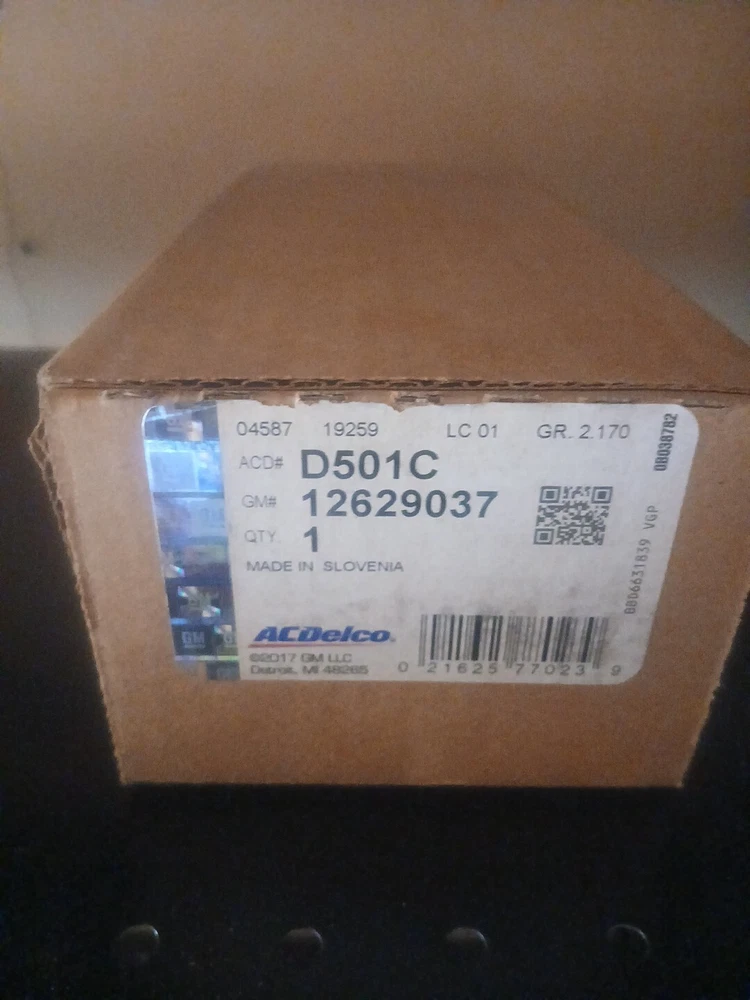 04587 19259 LC 01 GR. 2.170
ACD# D501C
GM# 12629037
QTY. 1
MADE IN SLOVENIA
ACDelco
©2017 GM LLC
Detroit, MI 48265
0 21625 77023 9
08038782
0806631839 VGP
GM